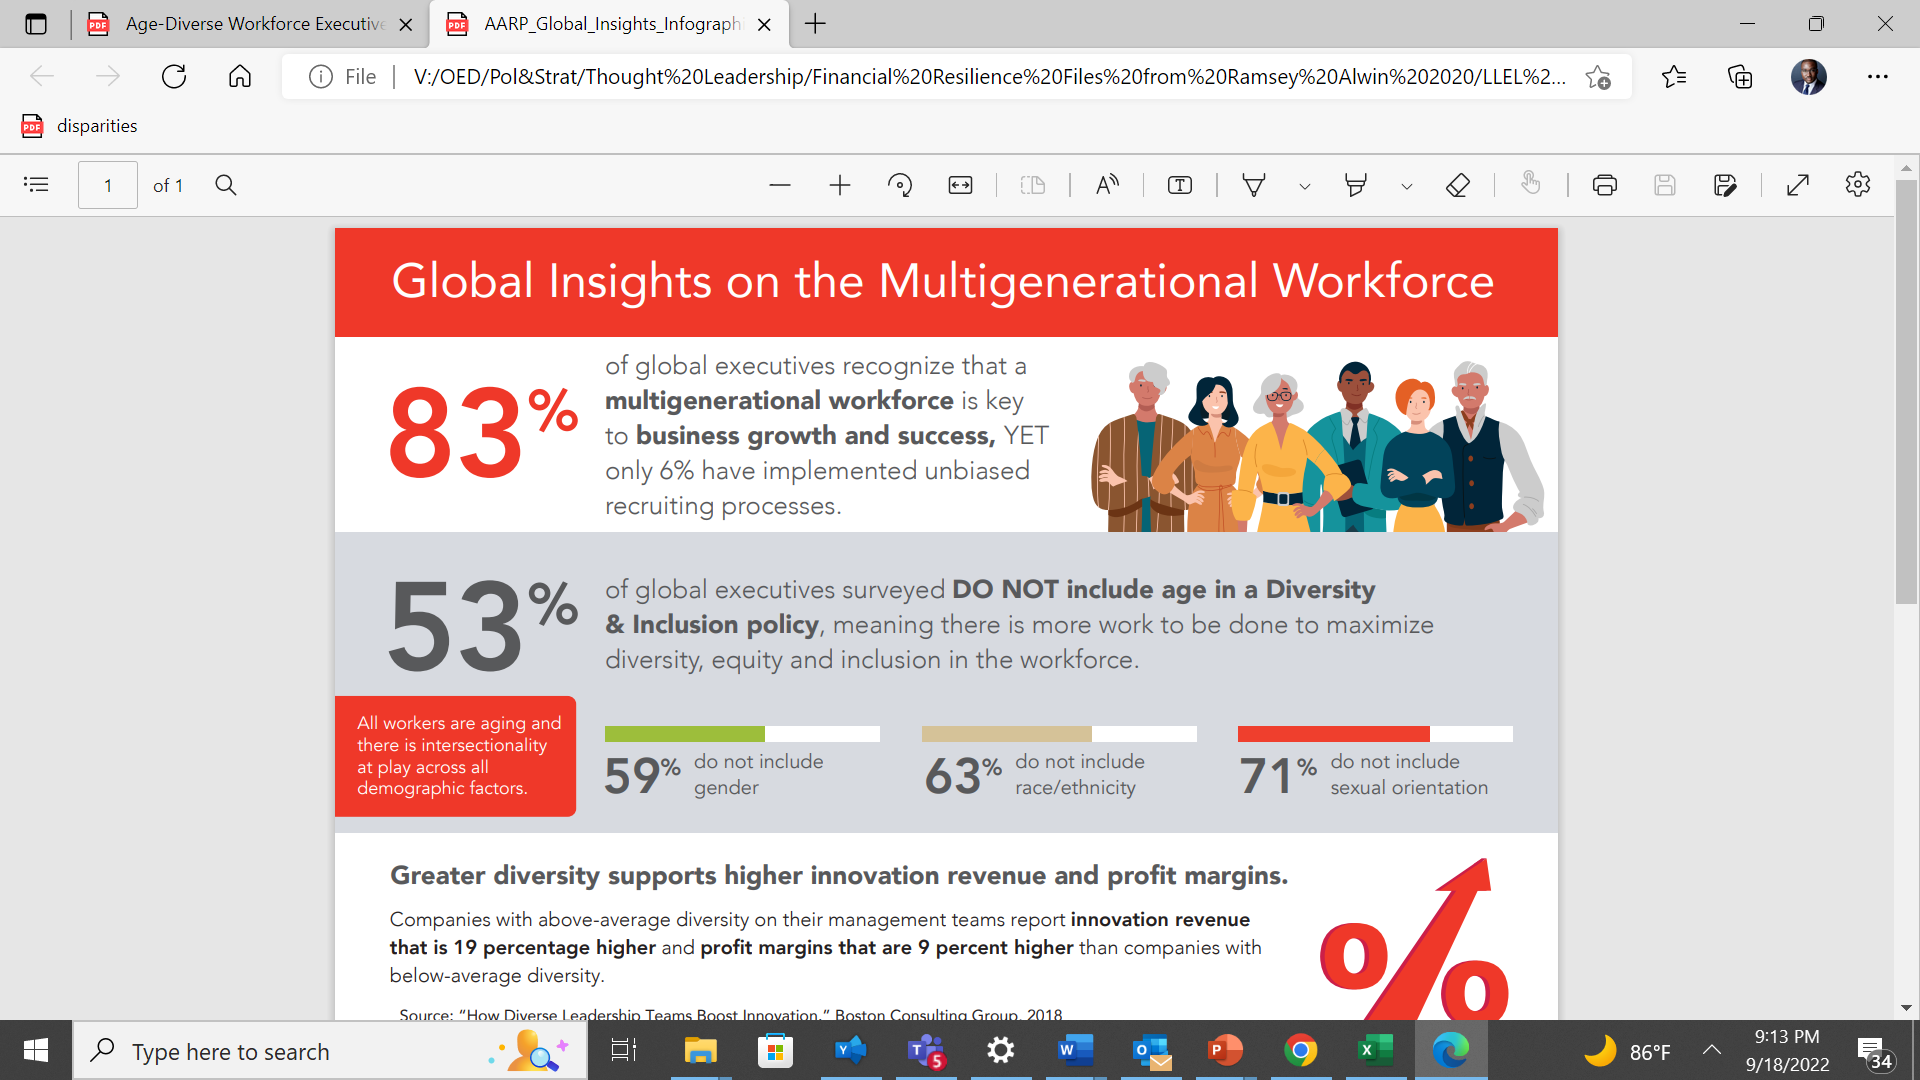 Age-Diverse Workforce Executive
AARP_Global_Insights_Infograph
File
V:/OED/Pol&Strat/Thought%20Leadership/Financial%20Resilience%20Files%20from%20Ramsey%20Alwin%202020/LLEL%2...
PDF disparities
1 of 1
Global Insights on the Multigenerational Workforce
83%
of global executives recognize that a
multigenerational workforce is key
to business growth and success, YET
only 6% have implemented unbiased
recruiting processes.
53%
of global executives surveyed DO NOT include age in a Diversity
& Inclusion policy, meaning there is more work to be done to maximize
diversity, equity and inclusion in the workforce.
All workers are aging and
there is intersectionality
at play across all
demographic factors.
59% do not include
gender
63% do not include
race/ethnicity
71% do not include
sexual orientation
Greater diversity supports higher innovation revenue and profit margins.
Companies with above-average diversity on their management teams report innovation revenue
that is 19 percentage higher and profit margins that are 9 percent higher than companies with
below-average diversity.
%
Source: “How Diverse Leadership Teams Boost Innovation,” Boston Consulting Group, 2018
Type here to search
5
86°F
9:13 PM
9/18/2022
34